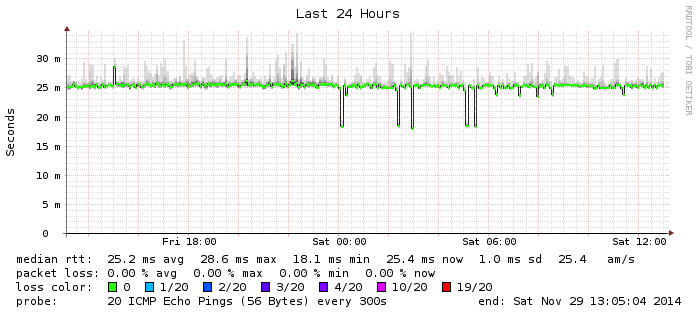 Last 24 Hours
RRDTOOL / TOBI OETIKER
Seconds
30 m
25 m
20 m
15 m
10 m
5 m
0
Fri 18:00 Sat 00:00 Sat 06:00 Sat 12:00
median rtt: 25.2 ms avg 28.6 ms max 18.1 ms min 25.4 ms now 1.0 ms sd 25.4 am/s
packet loss: 0.00 % avg 0.00 % max 0.00 % min 0.00 % now
loss color: 0 1/20 2/20 3/20 4/20 10/20 19/20
probe: 20 ICMP Echo Pings (56 Bytes) every 300s end: Sat Nov 29 13:05:04 2014